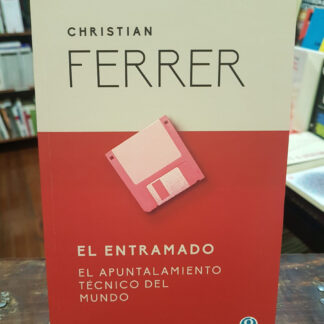 CHRISTIAN
FERRER
EL ENTRAMADO
EL APUNTALAMIENTO
TÉCNICO DEL
MUNDO